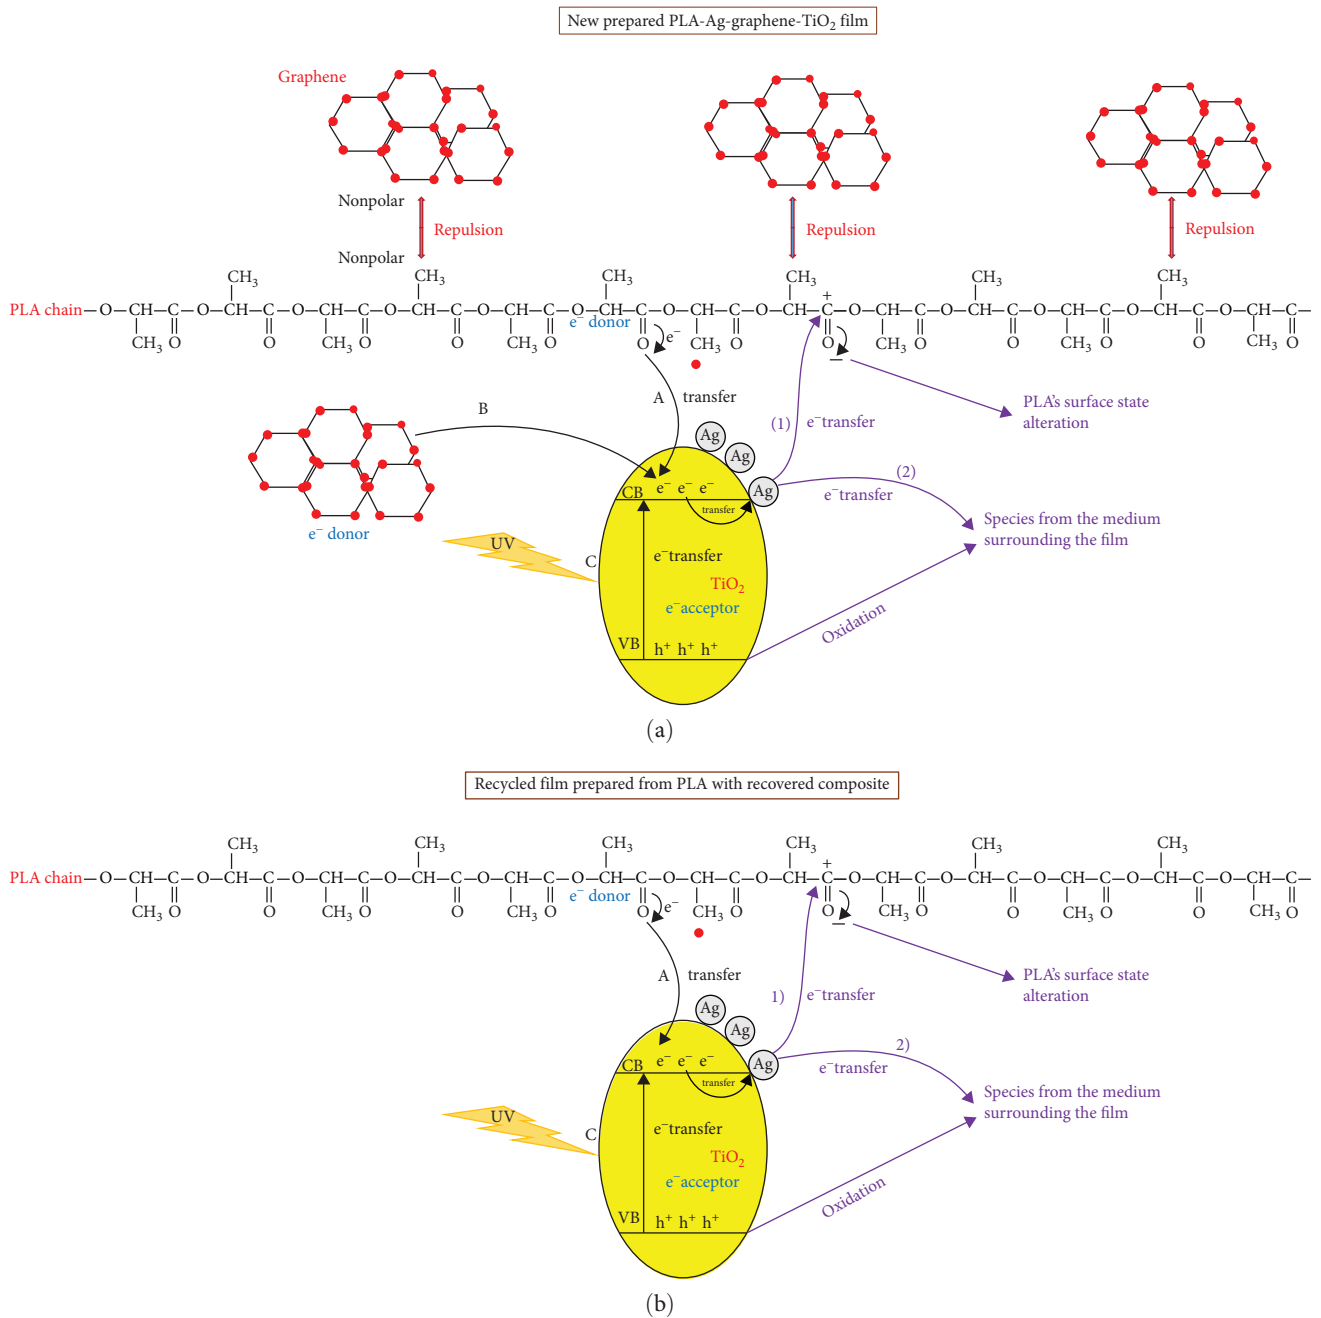 New prepared PLA-Ag-graphene-TiO₂ film
Graphene
Nonpolar
Repulsion
Repulsion
Repulsion
Nonpolar
CH₃ CH₃ CH₃ CH₃ CH₃ CH₃
+
PLA chain—O—CH—C—O—CH—C—O—CH—C—O—CH—C—O—CH—C—O—CH—C—O—CH—C—O—CH—C—O—CH—C—O—CH—C—O—CH—C—O—CH—C—O—CH—C—
e⁻ donor
e⁻
CH₃ O O CH₃ O O CH₃ O O CH₃ O O CH₃ O O CH₃ O O CH₃ O
−
A transfer
PLA's surface state
alteration
B
(1) e⁻transfer
Ag
Ag
Ag
(2)
e⁻transfer
CB e⁻ e⁻ e⁻
transfer
Species from the medium
surrounding the film
e⁻ donor
UV
C
e⁻transfer
TiO₂
e⁻acceptor
Oxidation
VB h⁺ h⁺ h⁺
(a)
Recycled film prepared from PLA with recovered composite
CH₃ CH₃ CH₃ CH₃ CH₃ CH₃
+
PLA chain—O—CH—C—O—CH—C—O—CH—C—O—CH—C—O—CH—C—O—CH—C—O—CH—C—O—CH—C—O—CH—C—O—CH—C—O—CH—C—O—CH—C—O—CH—C—
e⁻ donor
e⁻
CH₃ O O CH₃ O O CH₃ O O CH₃ O O CH₃ O O CH₃ O O CH₃ O
−
A transfer
PLA's surface state
alteration
1) e⁻transfer
Ag
Ag
Ag
2)
e⁻transfer
CB e⁻ e⁻ e⁻
transfer
Species from the medium
surrounding the film
UV
C
e⁻transfer
TiO₂
e⁻acceptor
Oxidation
VB h⁺ h⁺ h⁺
(b)